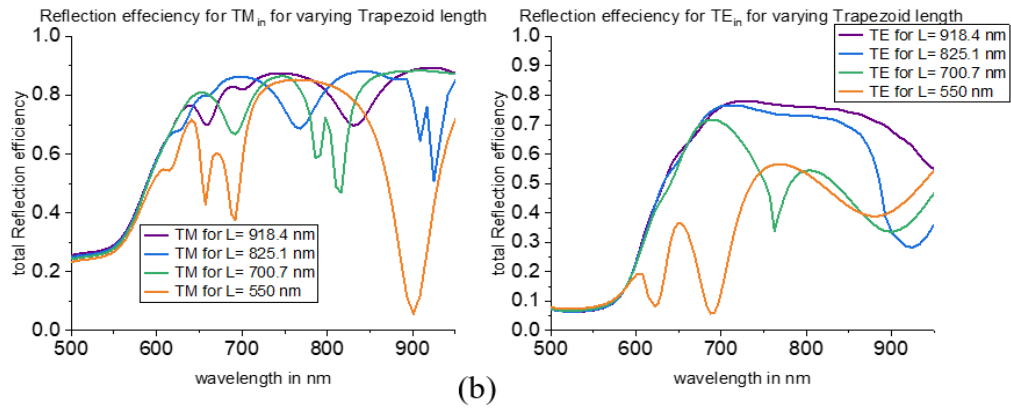 Reflection effeciency for TM_in for varying Trapezoid length
total Reflection efficiency
1.0
0.8
0.6
0.4
0.2
0.0
500
600
700
800
900
wavelength in nm
TM for L= 918.4 nm
TM for L= 825.1 nm
TM for L= 700.7 nm
TM for L= 550 nm
(b)
Reflection effeciency for TE_in for varying Trapezoid length
total Reflection efficiency
1.0
0.9
0.8
0.7
0.6
0.5
0.4
0.3
0.2
0.1
0.0
500
600
700
800
900
wavelength in nm
TE for L= 918.4 nm
TE for L= 825.1 nm
TE for L= 700.7 nm
TE for L= 550 nm